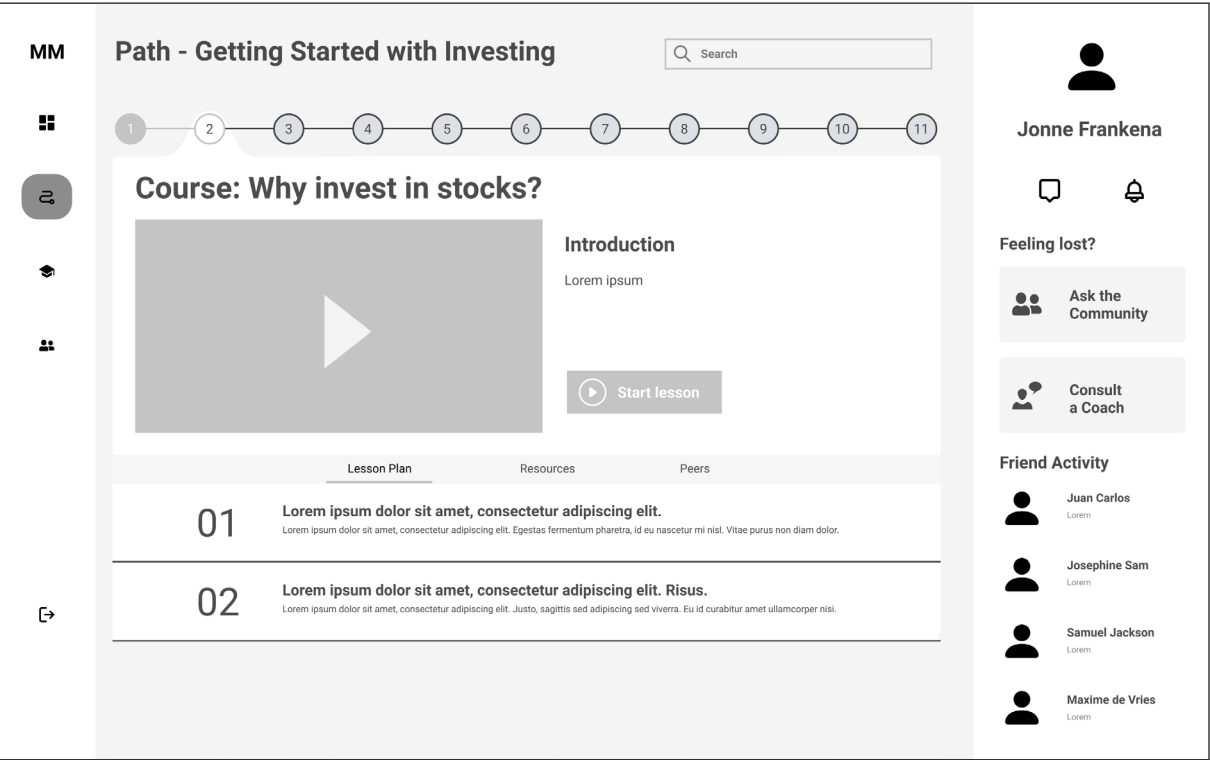 MM
Path - Getting Started with Investing
Search
1 2 3 4 5 6 7 8 9 10 11
Course: Why invest in stocks?
Introduction
Lorem ipsum
Start lesson
Lesson Plan Resources Peers
01
Lorem ipsum dolor sit amet, consectetur adipiscing elit.
Lorem ipsum dolor sit amet, consectetur adipiscing elit. Egestas fermentum pharetra, id eu nascetur mi nisl. Vitae purus non diam dolor.
02
Lorem ipsum dolor sit amet, consectetur adipiscing elit. Risus.
Lorem ipsum dolor sit amet, consectetur adipiscing elit. Justo, sagittis sed adipiscing sed viverra. Eu id curabitur amet ullamcorper nisi.
Jonne Frankena
Feeling lost?
Ask the
Community
Consult
a Coach
Friend Activity
Juan Carlos
Lorem
Josephine Sam
Lorem
Samuel Jackson
Lorem
Maxime de Vries
Lorem